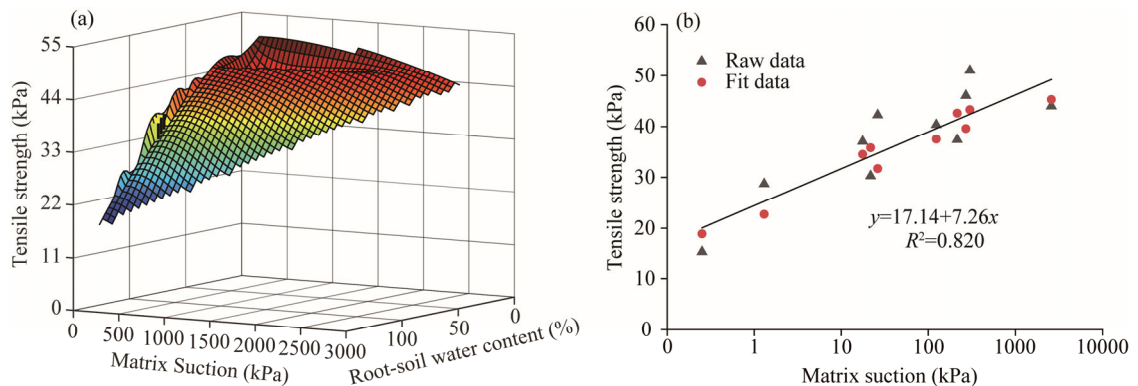 (a)
55
44
33
22
11
0
Tensile strength (kPa)
0
500
1000
1500
2000
2500
3000
Matrix Suction (kPa)
100
50
0
Root-soil water content (%)
(b)
60
50
40
30
20
10
0
Tensile strength (kPa)
Raw data
Fit data
y=17.14+7.26x
R²=0.820
0
1
10
100
1000
10000
Matrix suction (kPa)